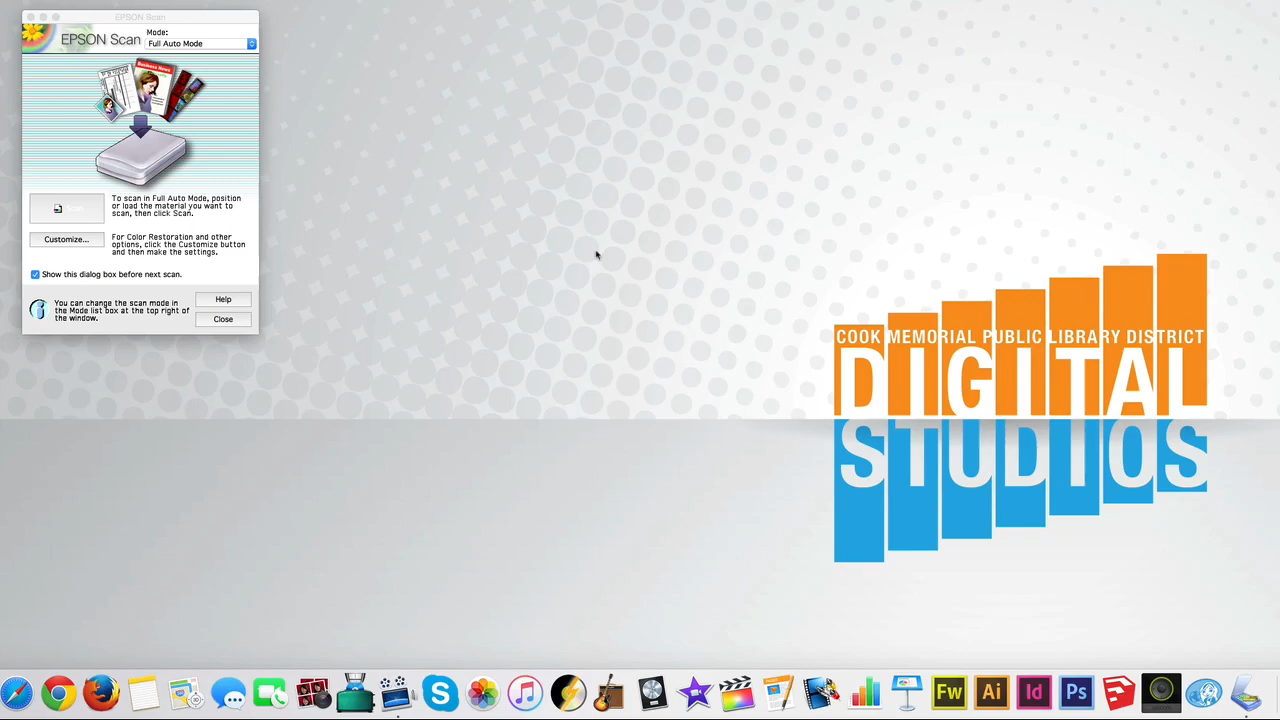 EPSON Scan
EPSON Scan
Mode:
Full Auto Mode
Business News
To scan in Full Auto Mode, position
or load the material you want to
scan, then click Scan.
Customize...
For Color Restoration and other
options, click the Customize button
and then make the settings.
Show this dialog box before next scan.
You can change the scan mode in
the Mode list box at the top right of
the window.
Help
Close
COOK MEMORIAL PUBLIC LIBRARY DISTRICT
DIGITAL
STUDIOS
Fw
Ai
Id
Ps